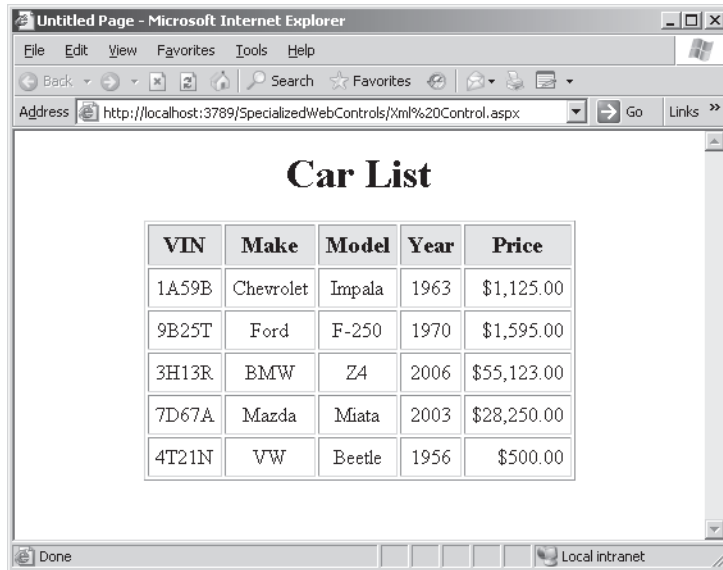 Untitled Page - Microsoft Internet Explorer
File Edit View Favorites Tools Help
Back Search Favorites
Address http://localhost:3789/SpecializedWebControls/Xml%20Control.aspx Go Links »
Car List
VIN Make Model Year Price
1A59B Chevrolet Impala 1963 $1,125.00
9B25T Ford F-250 1970 $1,595.00
3H13R BMW Z4 2006 $55,123.00
7D67A Mazda Miata 2003 $28,250.00
4T21N VW Beetle 1956 $500.00
Done Local intranet